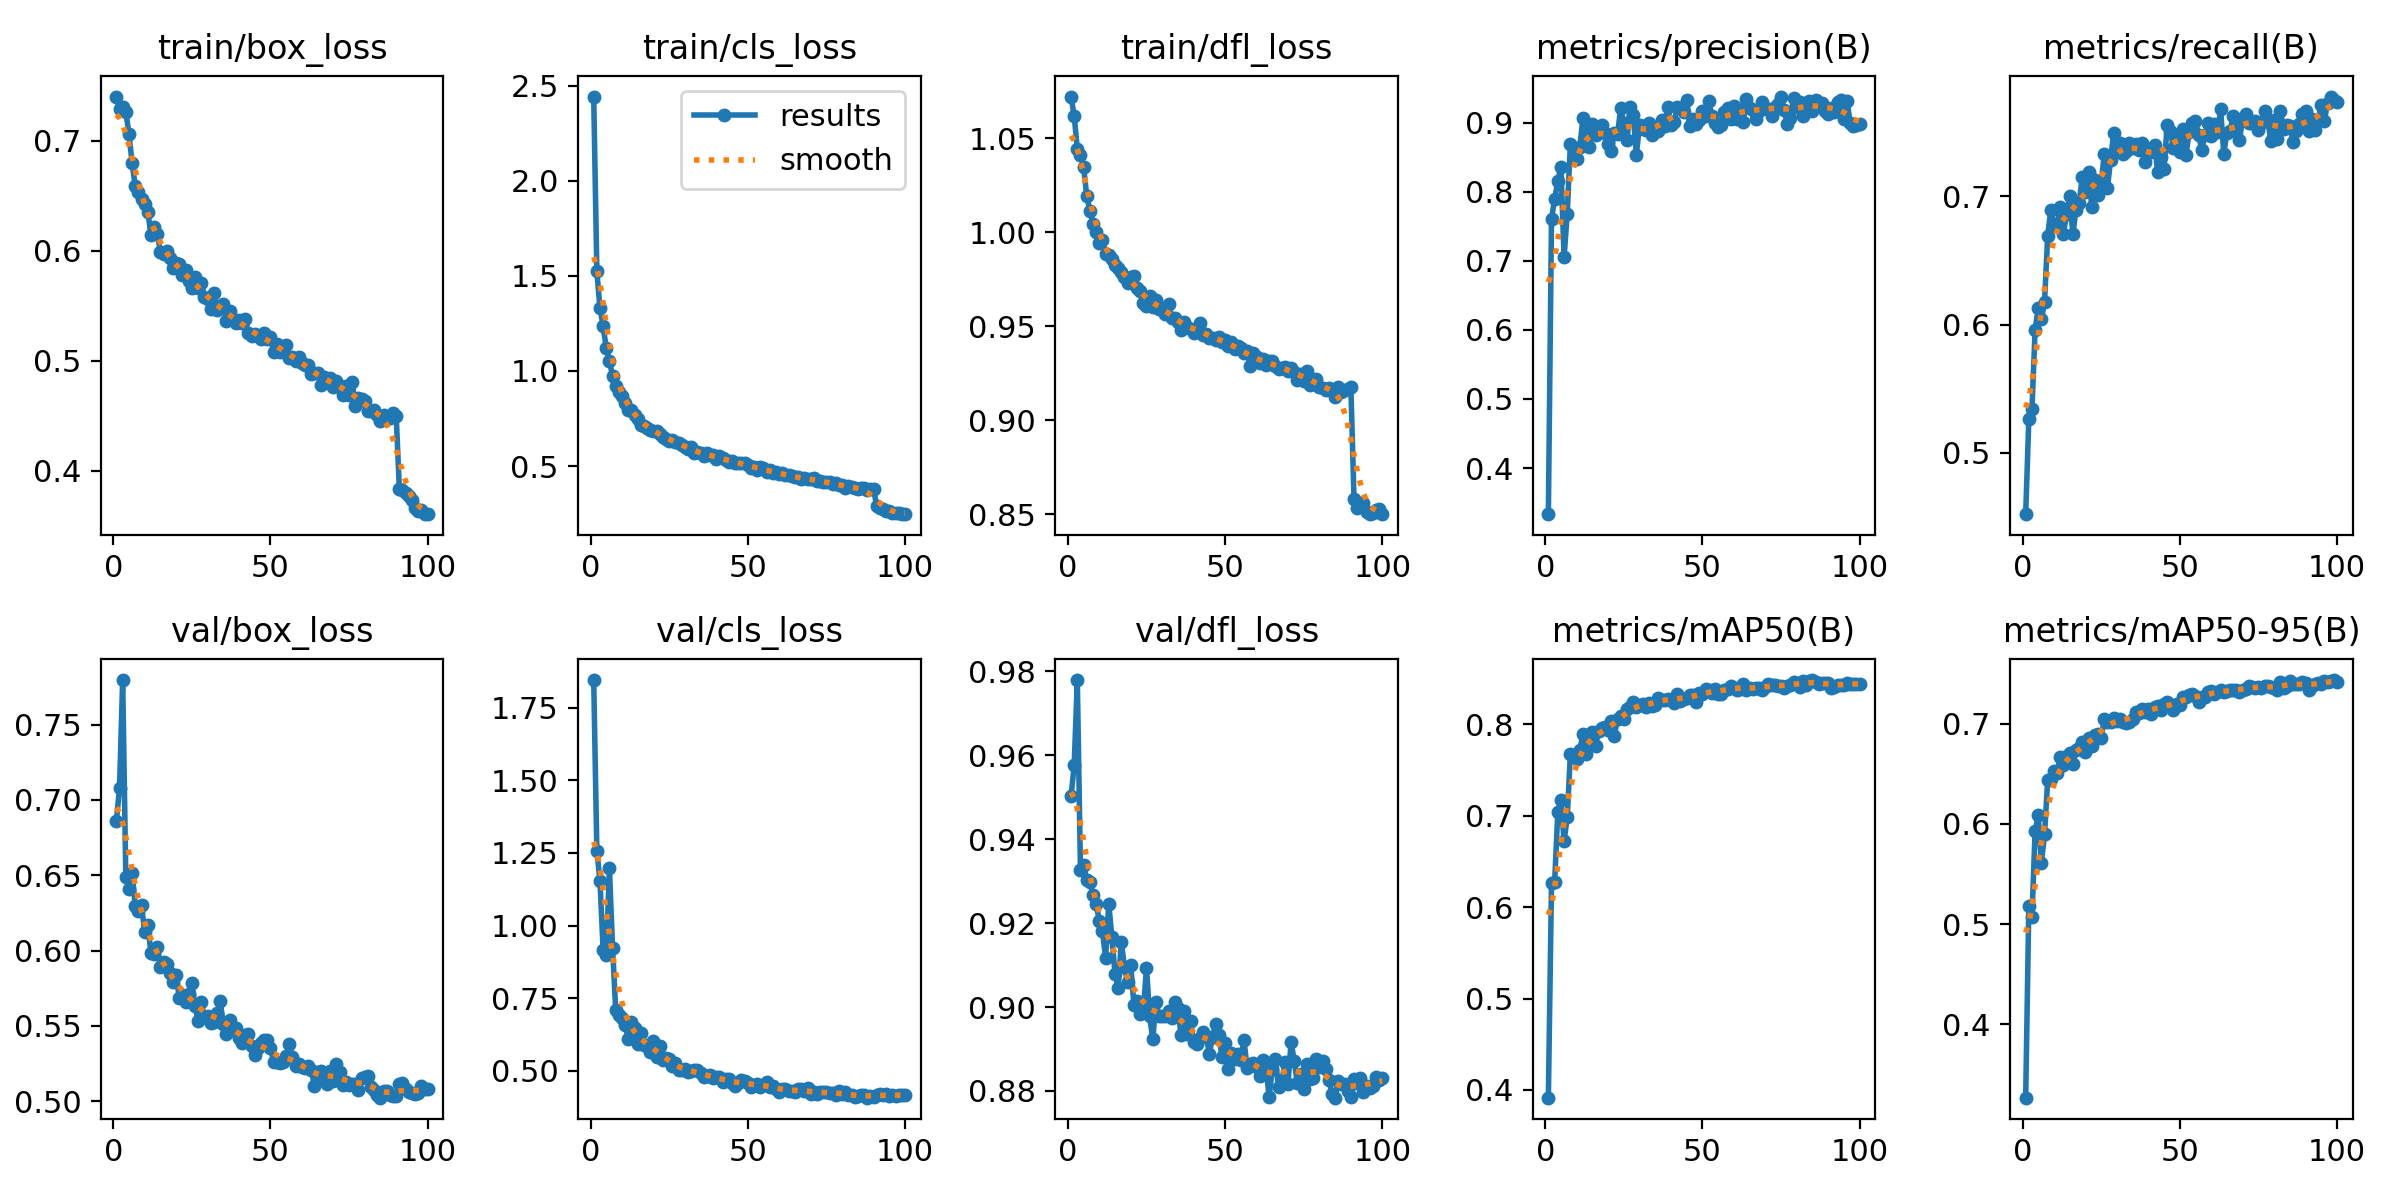 train/box_loss
0.7
0.6
0.5
0.4
0 50 100
train/cls_loss
results
smooth
2.5
2.0
1.5
1.0
0.5
0 50 100
train/dfl_loss
1.05
1.00
0.95
0.90
0.85
0 50 100
metrics/precision(B)
0.9
0.8
0.7
0.6
0.5
0.4
0 50 100
metrics/recall(B)
0.7
0.6
0.5
0 50 100
val/box_loss
0.75
0.70
0.65
0.60
0.55
0.50
0 50 100
val/cls_loss
1.75
1.50
1.25
1.00
0.75
0.50
0 50 100
val/dfl_loss
0.98
0.96
0.94
0.92
0.90
0.88
0 50 100
metrics/mAP50(B)
0.8
0.7
0.6
0.5
0.4
0 50 100
metrics/mAP50-95(B)
0.7
0.6
0.5
0.4
0 50 100